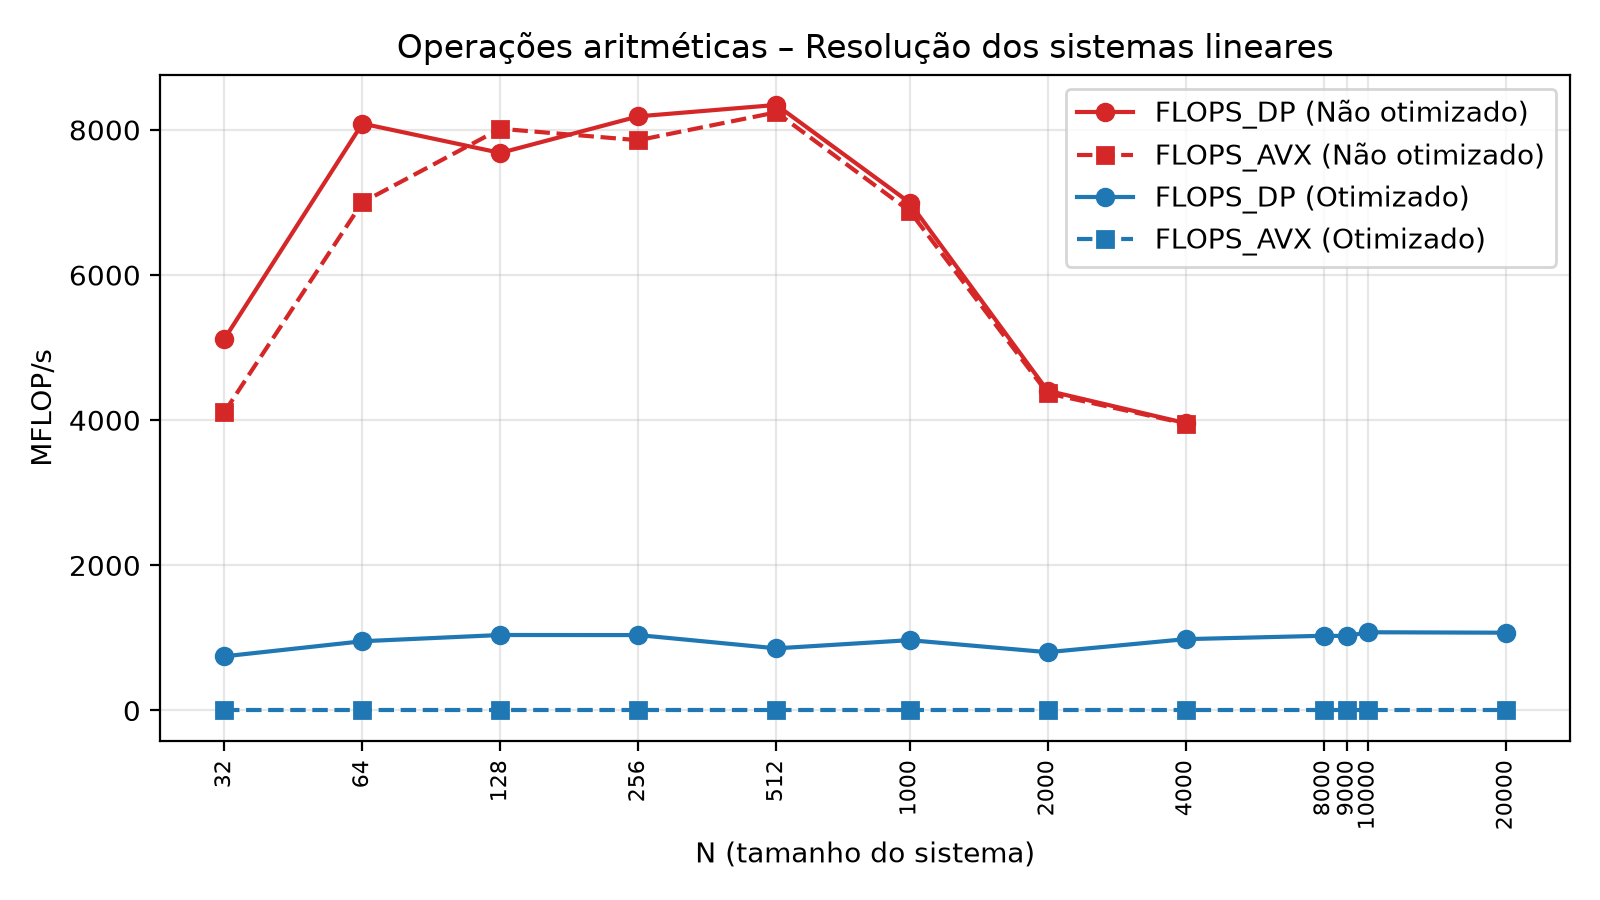 Operações aritméticas – Resolução dos sistemas lineares
FLOPS_DP (Não otimizado)
FLOPS_AVX (Não otimizado)
FLOPS_DP (Otimizado)
FLOPS_AVX (Otimizado)
MFLOP/s
8000
6000
4000
2000
0
32
64
128
256
512
1000
2000
4000
8000
9000
10000
20000
N (tamanho do sistema)